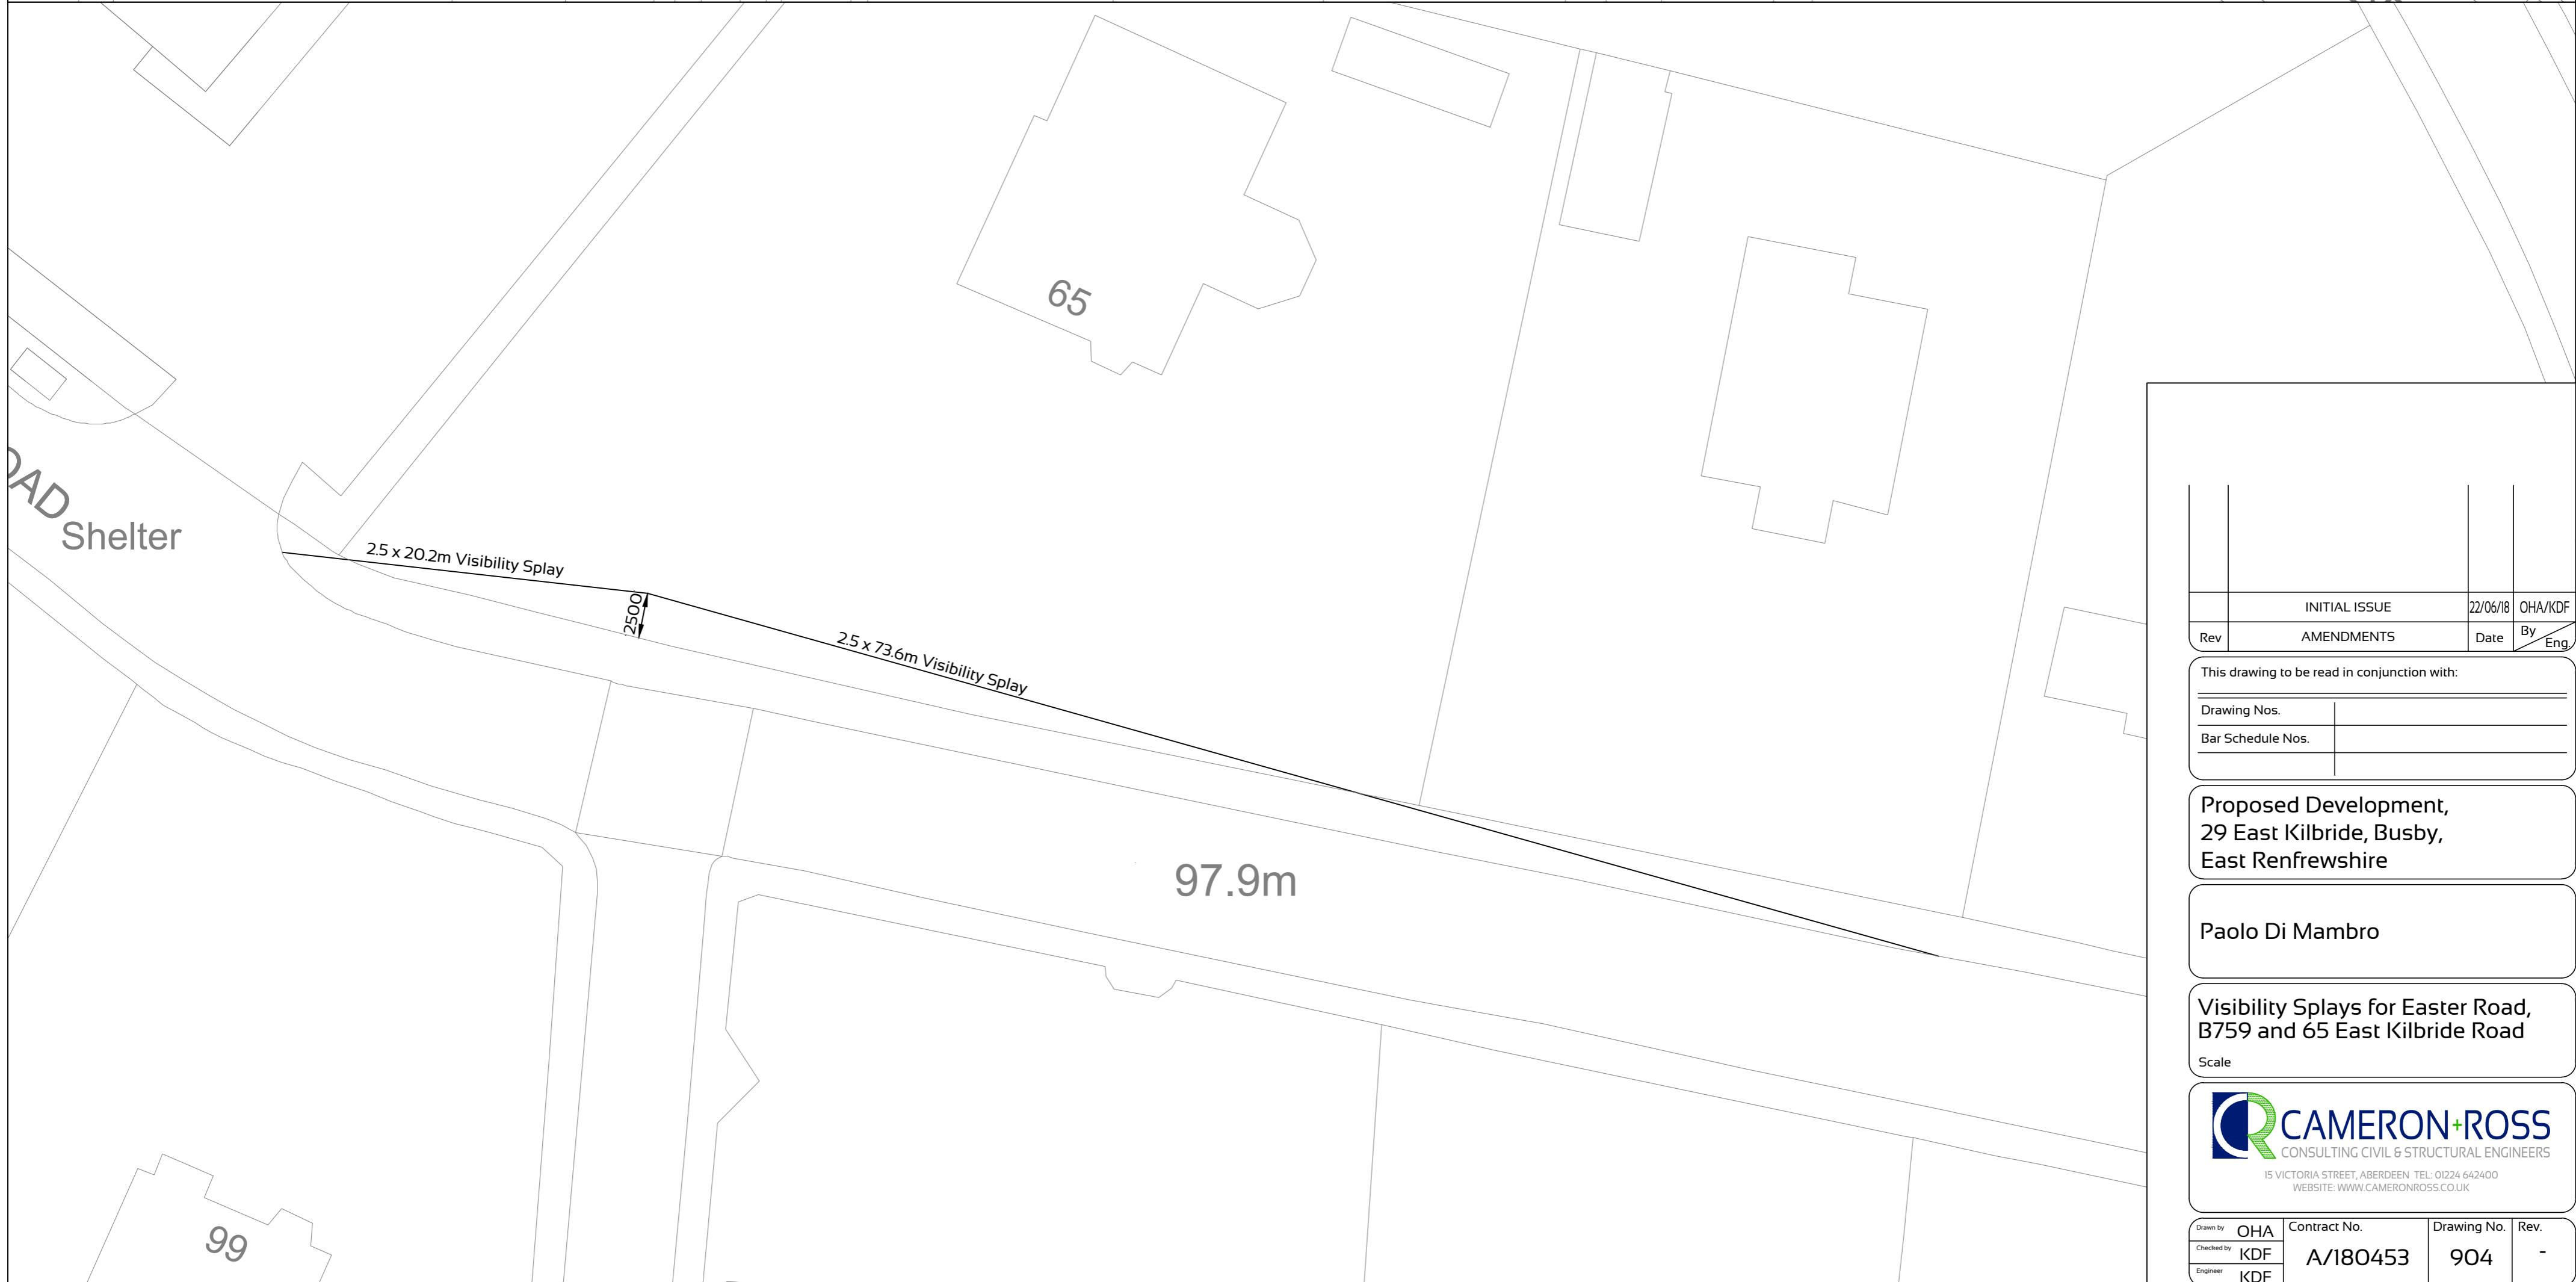 65
OAD
Shelter
2.5 x 20.2m Visibility Splay
2500
2.5 x 73.6m Visibility Splay
97.9m
99
INITIAL ISSUE 22/06/18 OHA/KDF
Rev AMENDMENTS Date By Eng.
This drawing to be read in conjunction with:
Drawing Nos.
Bar Schedule Nos.
Proposed Development,
29 East Kilbride, Busby,
East Renfrewshire
Paolo Di Mambro
Visibility Splays for Easter Road,
B759 and 65 East Kilbride Road
Scale
CAMERON+ROSS
CONSULTING CIVIL & STRUCTURAL ENGINEERS
15 VICTORIA STREET, ABERDEEN TEL: 01224 642400
WEBSITE: WWW.CAMERONROSS.CO.UK
Drawn by OHA
Checked by KDF
Engineer KDF
Contract No.
A/180453
Drawing No.
904
Rev.
-